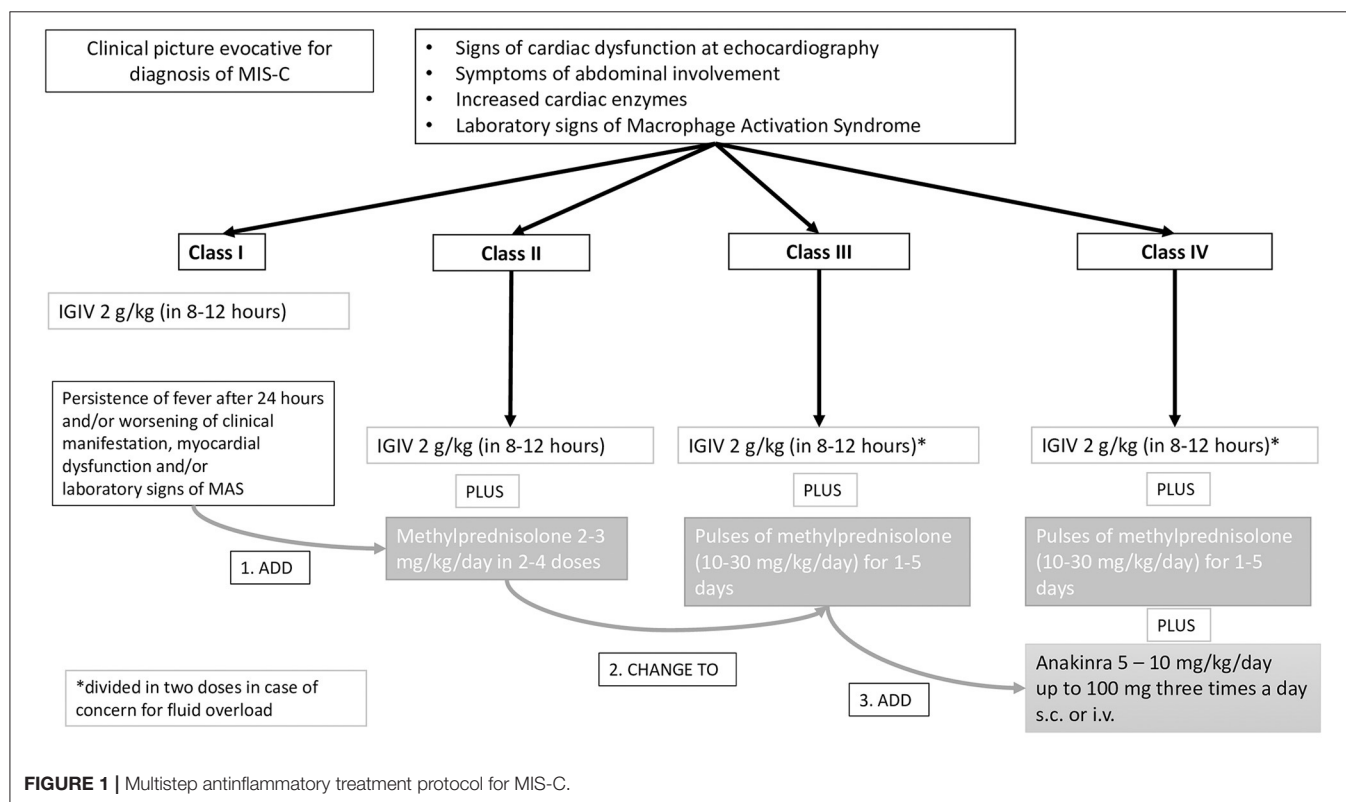 Clinical picture evocative for
diagnosis of MIS-C
• Signs of cardiac dysfunction at echocardiography
• Symptoms of abdominal involvement
• Increased cardiac enzymes
• Laboratory signs of Macrophage Activation Syndrome
Class I
Class II
Class III
Class IV
IGIV 2 g/kg (in 8-12 hours)
Persistence of fever after 24 hours
and/or worsening of clinical
manifestation, myocardial
dysfunction and/or
laboratory signs of MAS
IGIV 2 g/kg (in 8-12 hours)
IGIV 2 g/kg (in 8-12 hours)*
IGIV 2 g/kg (in 8-12 hours)*
PLUS
PLUS
PLUS
1. ADD
Methylprednisolone 2-3
mg/kg/day in 2-4 doses
Pulses of methylprednisolone
(10-30 mg/kg/day) for 1-5
days
Pulses of methylprednisolone
(10-30 mg/kg/day) for 1-5
days
PLUS
2. CHANGE TO
3. ADD
Anakinra 5 – 10 mg/kg/day
up to 100 mg three times a day
s.c. or i.v.
*divided in two doses in case of
concern for fluid overload
FIGURE 1 | Multistep antinflammatory treatment protocol for MIS-C.